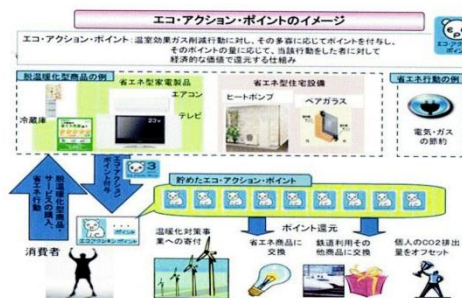 エコ・アクション・ポイントのイメージ
エコ・アクション・ポイント:温室効果ガス削減行動に対し、その多寡に応じてポイントを付与し、
そのポイントの量に応じて、当該行動をした者に対して
経済的な価値で還元する仕組み
脱温暖化型商品の例
省エネ型家電製品
省エネ型住宅設備
省エネ行動の例
エアコン
ヒートポンプ
ペアガラス
冷蔵庫
テレビ
電気・ガス
の節約
エコアクション
ポイント付与
脱温暖化型商品・
サービスの購入、
省エネ行動
貯めたエコ・アクション・ポイント
・・・ポイント
エコアクションポイント
ポイント還元
消費者
温暖化対策事
業への寄付
省エネ商品に
交換
鉄道利用その
他商品に交換
個人のCO2排出
量をオフセット